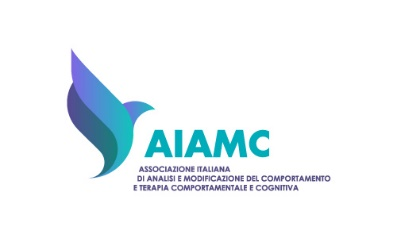 AIAMC
ASSOCIAZIONE ITALIANA
DI ANALISI E MODIFICAZIONE DEL COMPORTAMENTO
E TERAPIA COMPORTAMENTALE E COGNITIVA